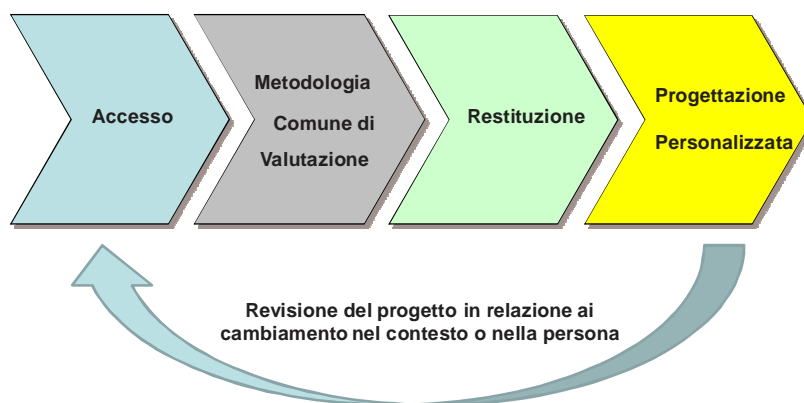 Accesso
Metodologia
Comune di
Valutazione
Restituzione
Progettazione
Personalizzata
Revisione del progetto in relazione ai
cambiamento nel contesto o nella persona